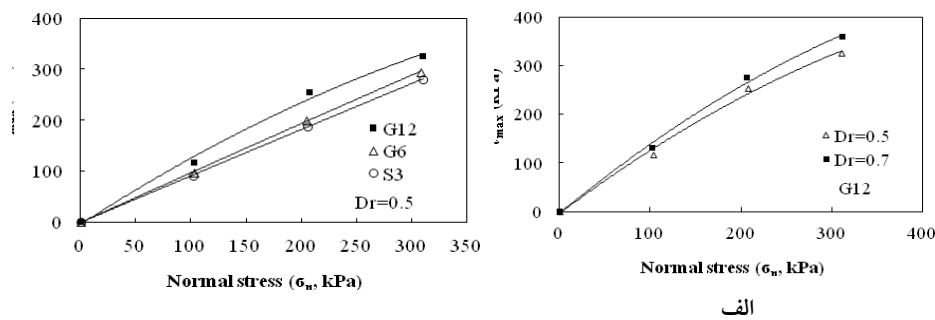 400
300
200
100
0
G12
G6
S3
Dr=0.5
0 50 100 150 200 250 300 350
Normal stress (σn, kPa)
400
300
200
100
0
Dr=0.5
Dr=0.7
G12
0 100 200 300 400
Normal stress (σn, kPa)
الف